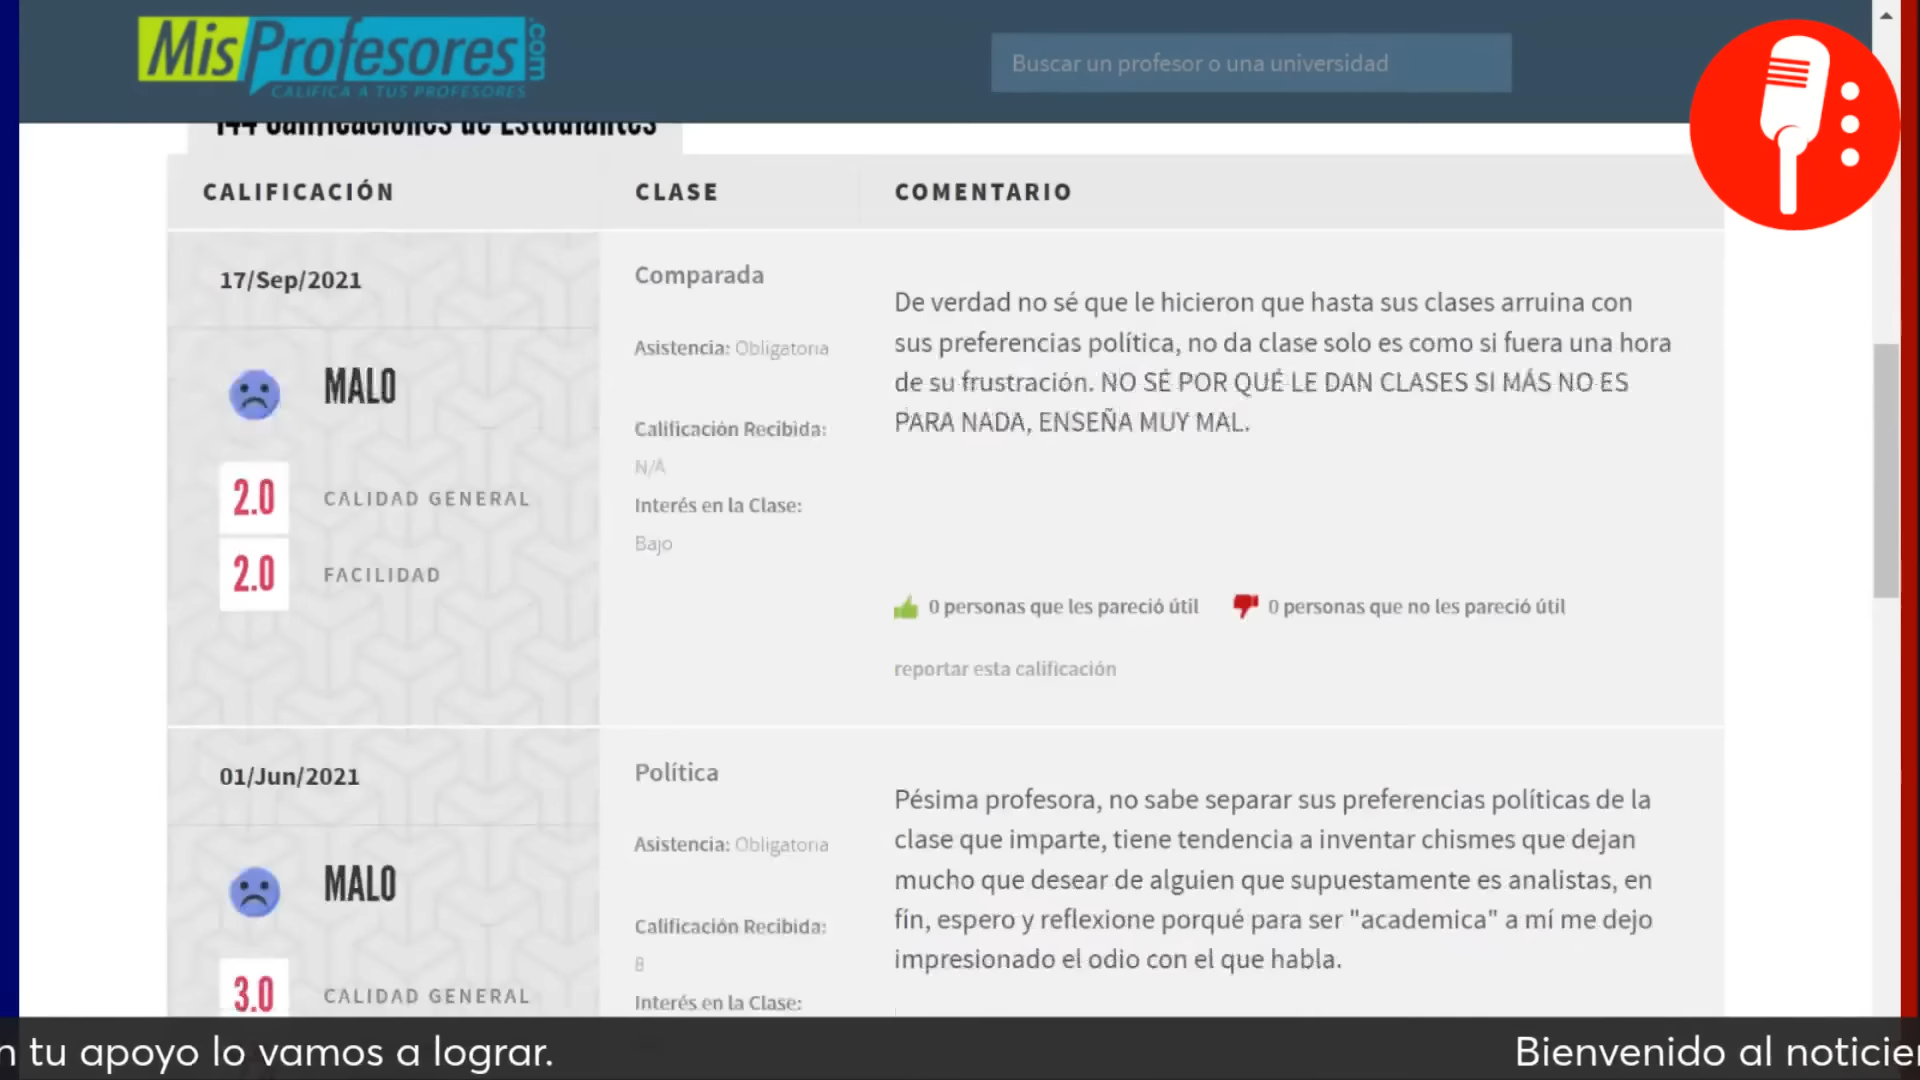 MisProfesores.com
CALIFICA A TUS PROFESORES
Buscar un profesor o una universidad
144 Calificaciones de Estudiantes
CALIFICACIÓN
CLASE
COMENTARIO
17/Sep/2021
MALO
2.0 CALIDAD GENERAL
2.0 FACILIDAD
Comparada
Asistencia: Obligatoria
Calificación Recibida:
N/A
Interés en la Clase:
Bajo
De verdad no sé que le hicieron que hasta sus clases arruina con
sus preferencias política, no da clase solo es como si fuera una hora
de su frustración. NO SÉ POR QUÉ LE DAN CLASES SI MÁS NO ES
PARA NADA, ENSEÑA MUY MAL.
0 personas que les pareció útil
0 personas que no les pareció útil
reportar esta calificación
01/Jun/2021
MALO
3.0 CALIDAD GENERAL
Política
Asistencia: Obligatoria
Calificación Recibida:
8
Interés en la Clase:
Pésima profesora, no sabe separar sus preferencias políticas de la
clase que imparte, tiene tendencia a inventar chismes que dejan
mucho que desear de alguien que supuestamente es analistas, en
fín, espero y reflexione porqué para ser "academica" a mí me dejo
impresionado el odio con el que habla.
n tu apoyo lo vamos a lograr.
Bienvenido al noticier